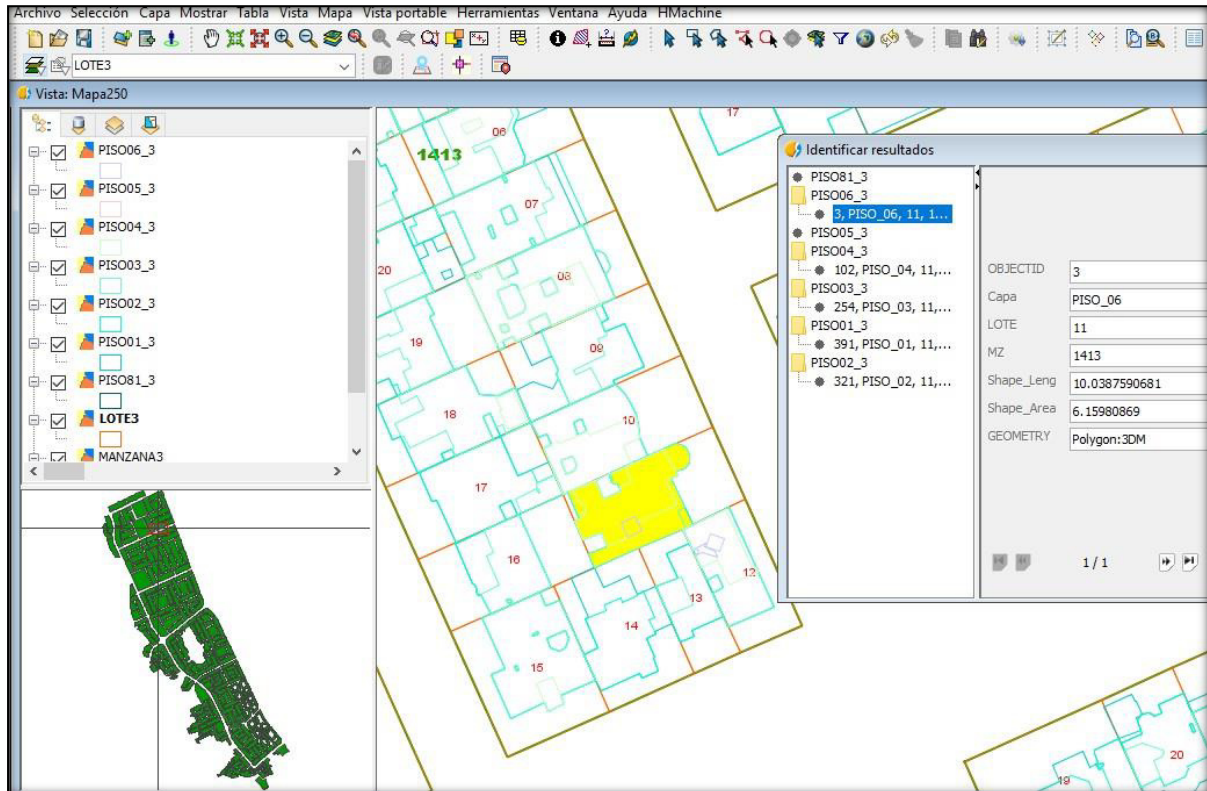 Archivo Selección Capa Mostrar Tabla Vista Mapa Vista portable Herramientas Ventana Ayuda HMachine
LOTE3
Vista: Mapa250
PISO06_3
PISO05_3
PISO04_3
PISO03_3
PISO02_3
PISO01_3
PISO81_3
LOTE3
MANZANA3
1413
06
17
07
20
08
19
09
18
10
17
16
12
13
14
15
20
19
Identificar resultados
PISO81_3
PISO06_3
3, PISO_06, 11, 1...
PISO05_3
PISO04_3
102, PISO_04, 11,...
PISO03_3
254, PISO_03, 11,...
PISO01_3
391, PISO_01, 11,...
PISO02_3
321, PISO_02, 11,...
OBJECTID 3
Capa PISO_06
LOTE 11
MZ 1413
Shape_Leng 10.0387590681
Shape_Area 6.15980869
GEOMETRY Polygon:3DM
1 / 1